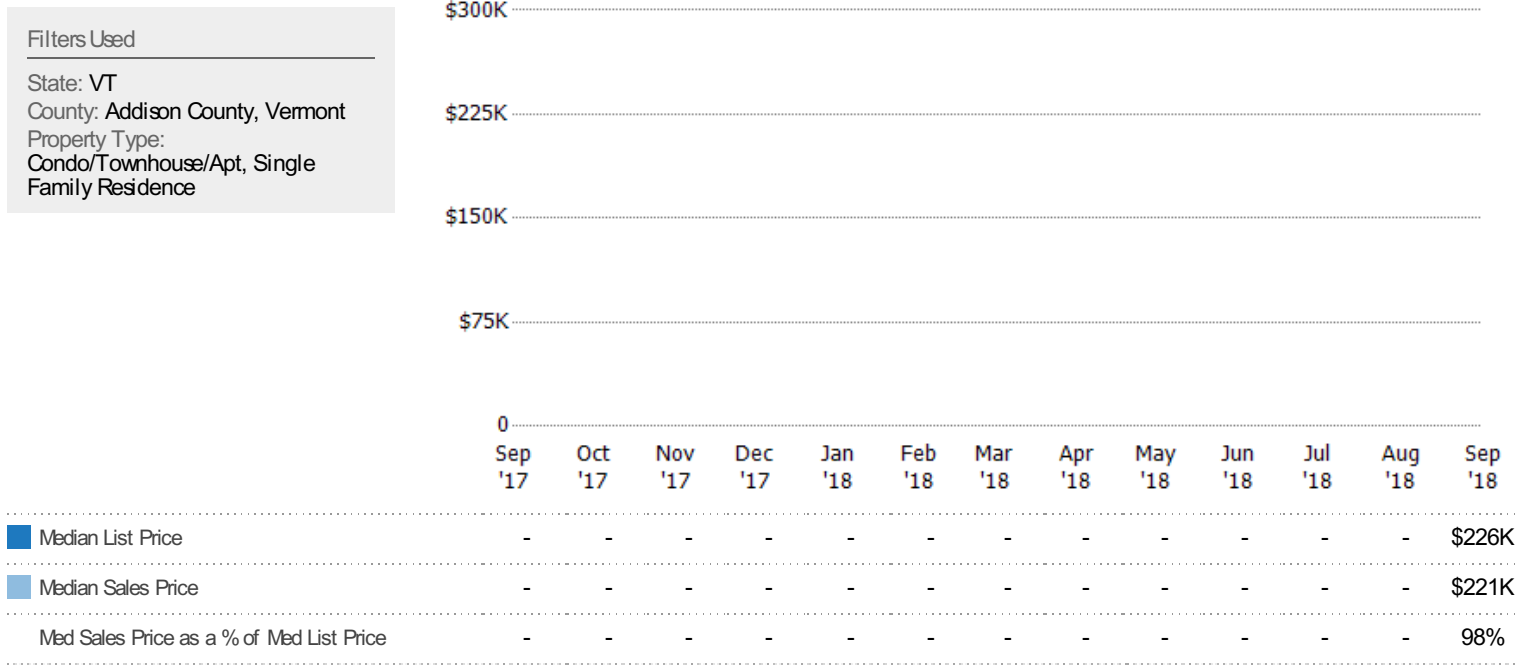 Filters Used
State: VT
County: Addison County, Vermont
Property Type:
Condo/Townhouse/Apt, Single
Family Residence
$300K
$225K
$150K
$75K
0
Sep Oct Nov Dec Jan Feb Mar Apr May Jun Jul Aug Sep
'17 '17 '17 '17 '18 '18 '18 '18 '18 '18 '18 '18 '18
Median List Price - - - - - - - - - - - - $226K
Median Sales Price - - - - - - - - - - - - $221K
Med Sales Price as a % of Med List Price - - - - - - - - - - - - 98%